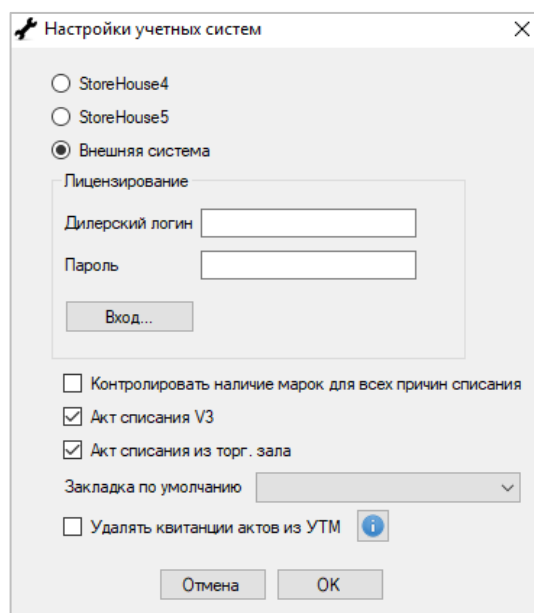 Настройки учетных систем
StoreHouse4
StoreHouse5
Внешняя система
Лицензирование
Дилерский логин
Пароль
Вход...
Контролировать наличие марок для всех причин списания
Акт списания V3
Акт списания из торг. зала
Закладка по умолчанию
Удалять квитанции актов из УТМ
Отмена
OK